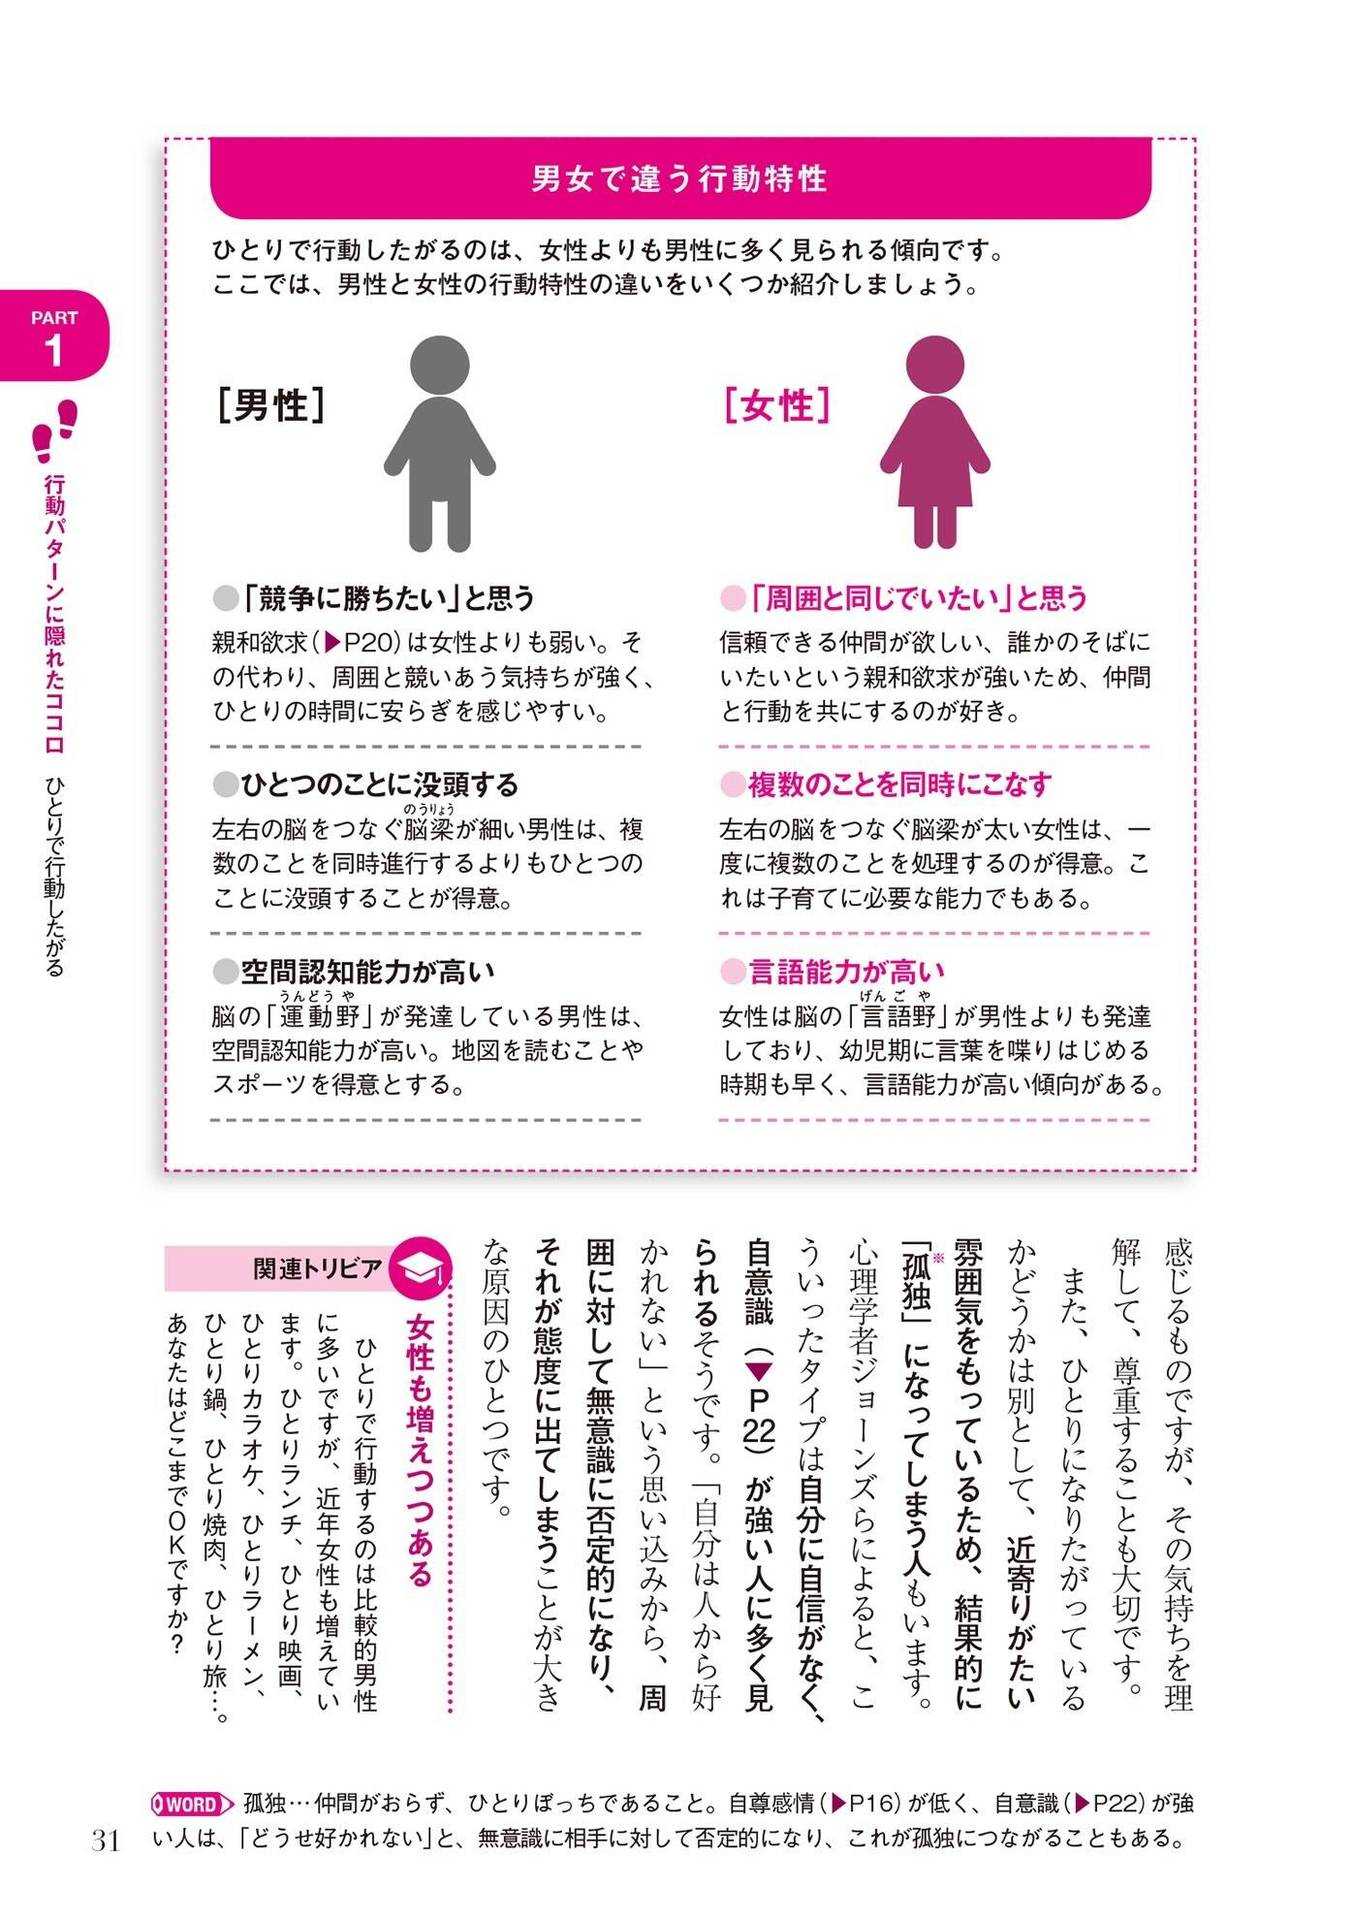 男女で違う行動特性
ひとりで行動したがるのは、女性よりも男性に多く見られる傾向です。
ここでは、男性と女性の行動特性の違いをいくつか紹介しましょう。
PART
1
行動パターンに隠れたココロ ひとりで行動したがる
[男性]
●「競争に勝ちたい」と思う
親和欲求(▶P20)は女性よりも弱い。そ
の代わり、周囲と競いあう気持ちが強く、
ひとりの時間に安らぎを感じやすい。
●ひとつのことに没頭する
のうりょう
左右の脳をつなぐ脳梁が細い男性は、複
数のことを同時進行するよりもひとつの
ことに没頭することが得意。
●空間認知能力が高い
うんどうや
脳の「運動野」が発達している男性は、
空間認知能力が高い。地図を読むことや
スポーツを得意とする。
[女性]
●「周囲と同じでいたい」と思う
信頼できる仲間が欲しい、誰かのそばに
いたいという親和欲求が強いため、仲間
と行動を共にするのが好き。
●複数のことを同時にこなす
左右の脳をつなぐ脳梁が太い女性は、一
度に複数のことを処理するのが得意。こ
れは子育てに必要な能力でもある。
●言語能力が高い
げんごや
女性は脳の「言語野」が男性よりも発達
しており、幼児期に言葉を喋りはじめる
時期も早く、言語能力が高い傾向がある。
感じるものですが、その気持ちを理
解して、尊重することも大切です。
また、ひとりになりたがっている
かどうかは別として、近寄りがたい
雰囲気をもっているため、結果的に
「孤独※」になってしまう人もいます。
心理学者ジョーンズらによると、こ
ういったタイプは自分に自信がなく、
自意識(▶P22)が強い人に多く見
られるそうです。「自分は人から好
かれない」という思い込みから、周
囲に対して無意識に否定的になり、
それが態度に出てしまうことが大き
な原因のひとつです。
関連トリビア
女性も増えつつある
ひとりで行動するのは比較的男性
に多いですが、近年女性も増えてい
ます。ひとりランチ、ひとり映画、
ひとりカラオケ、ひとりラーメン、
ひとり鍋、ひとり焼肉、ひとり旅…。
あなたはどこまでOKですか?
WORD 孤独…仲間がおらず、ひとりぼっちであること。自尊感情(▶P16)が低く、自意識(▶P22)が強
い人は、「どうせ好かれない」と、無意識に相手に対して否定的になり、これが孤独につながることもある。
31